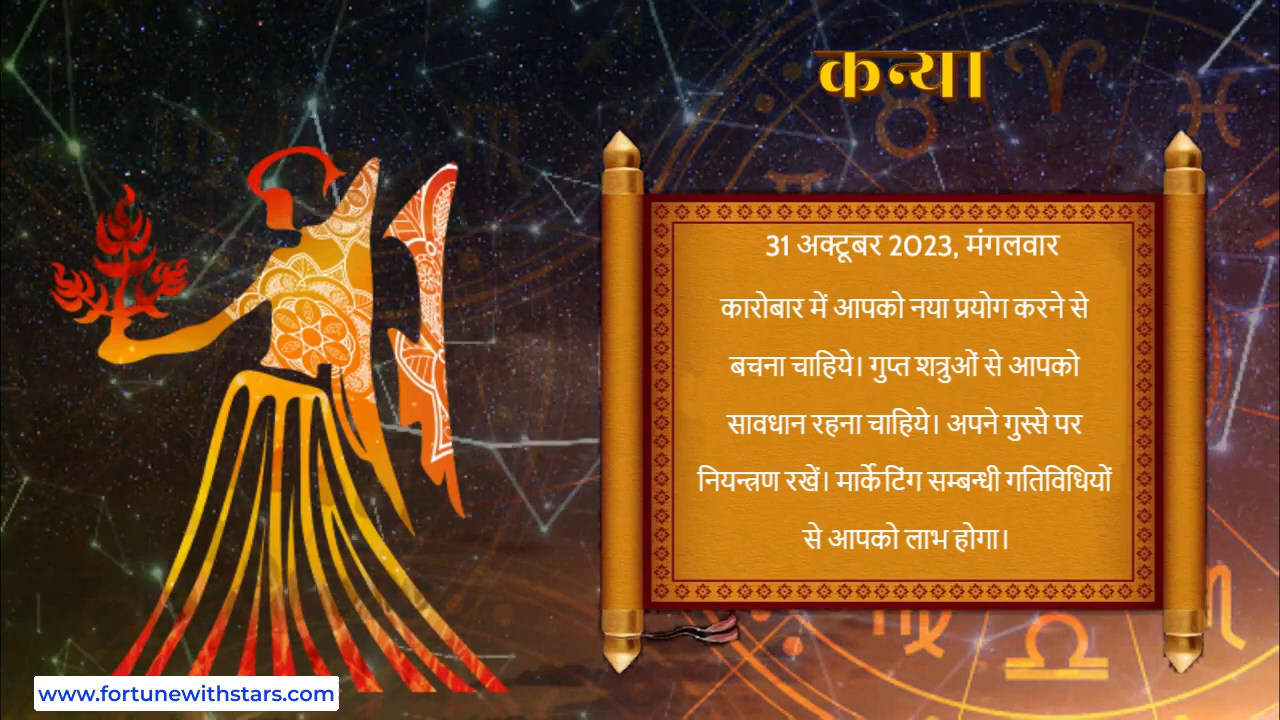 कन्या
31 अक्टूबर 2023, मंगलवार
कारोबार में आपको नया प्रयोग करने से
बचना चाहिये। गुप्त शत्रुओं से आपको
सावधान रहना चाहिये। अपने गुस्से पर
नियन्त्रण रखें। मार्केटिंग सम्बन्धी गतिविधियों
से आपको लाभ होगा।
www.fortunewithstars.com